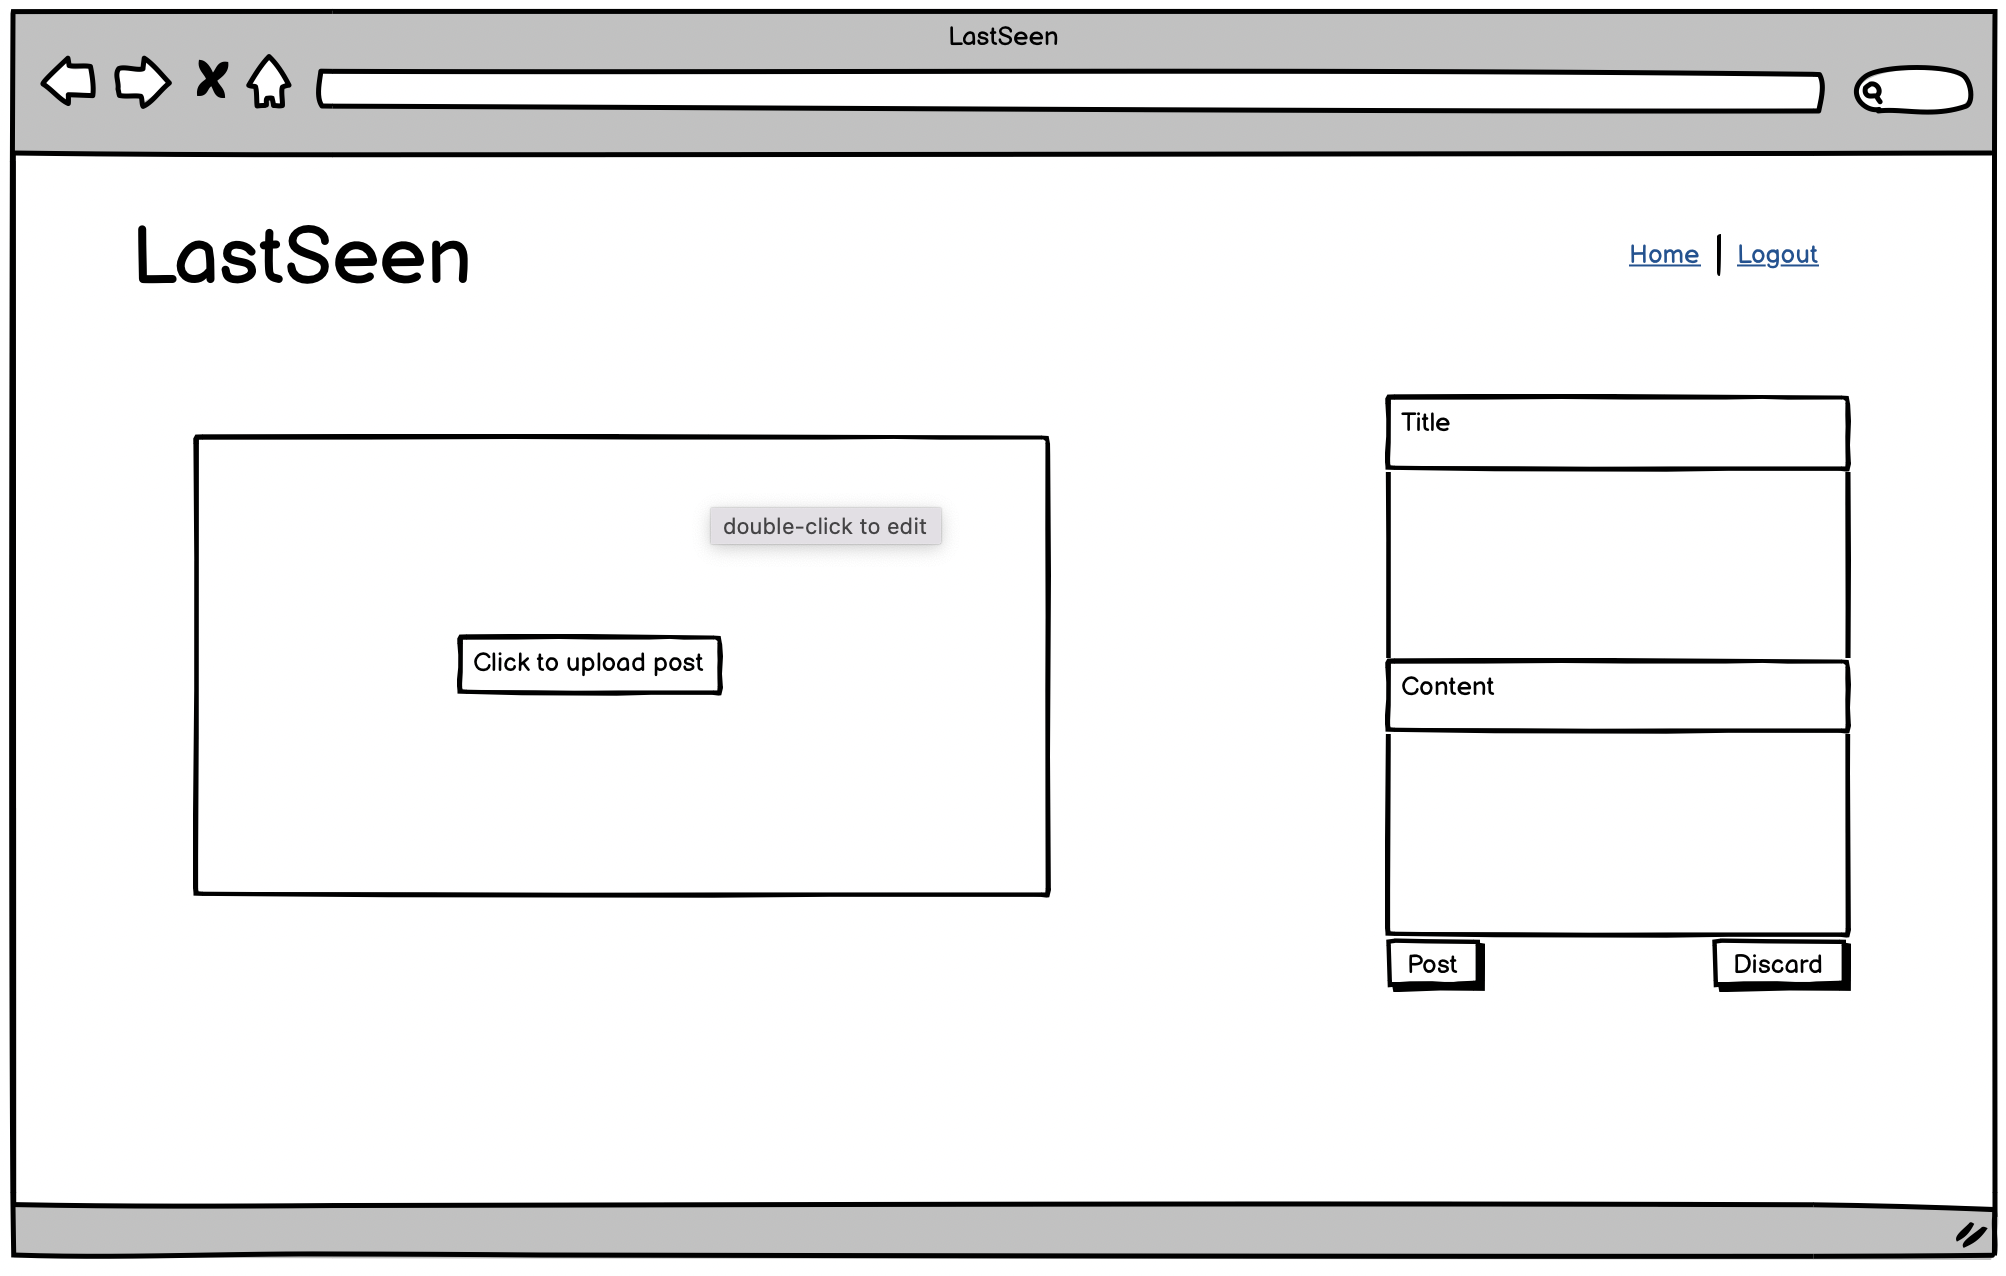 LastSeen
LastSeen
Home | Logout
double-click to edit
Click to upload post
Title
Content
Post
Discard